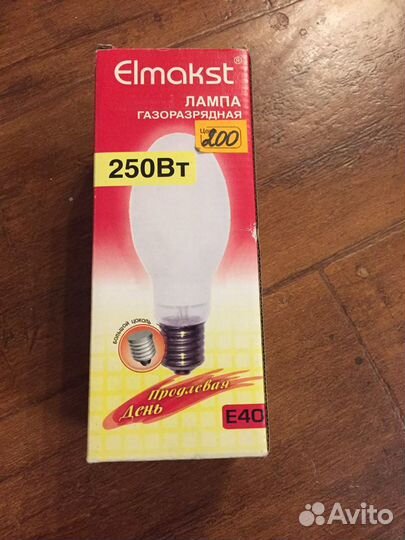 Elmakst
ЛАМПА
ГАЗОРАЗРЯДНАЯ
200
250Вт
БОЛЬШОЙ ЦОКОЛЬ
Продлевая
День
E40
Avito